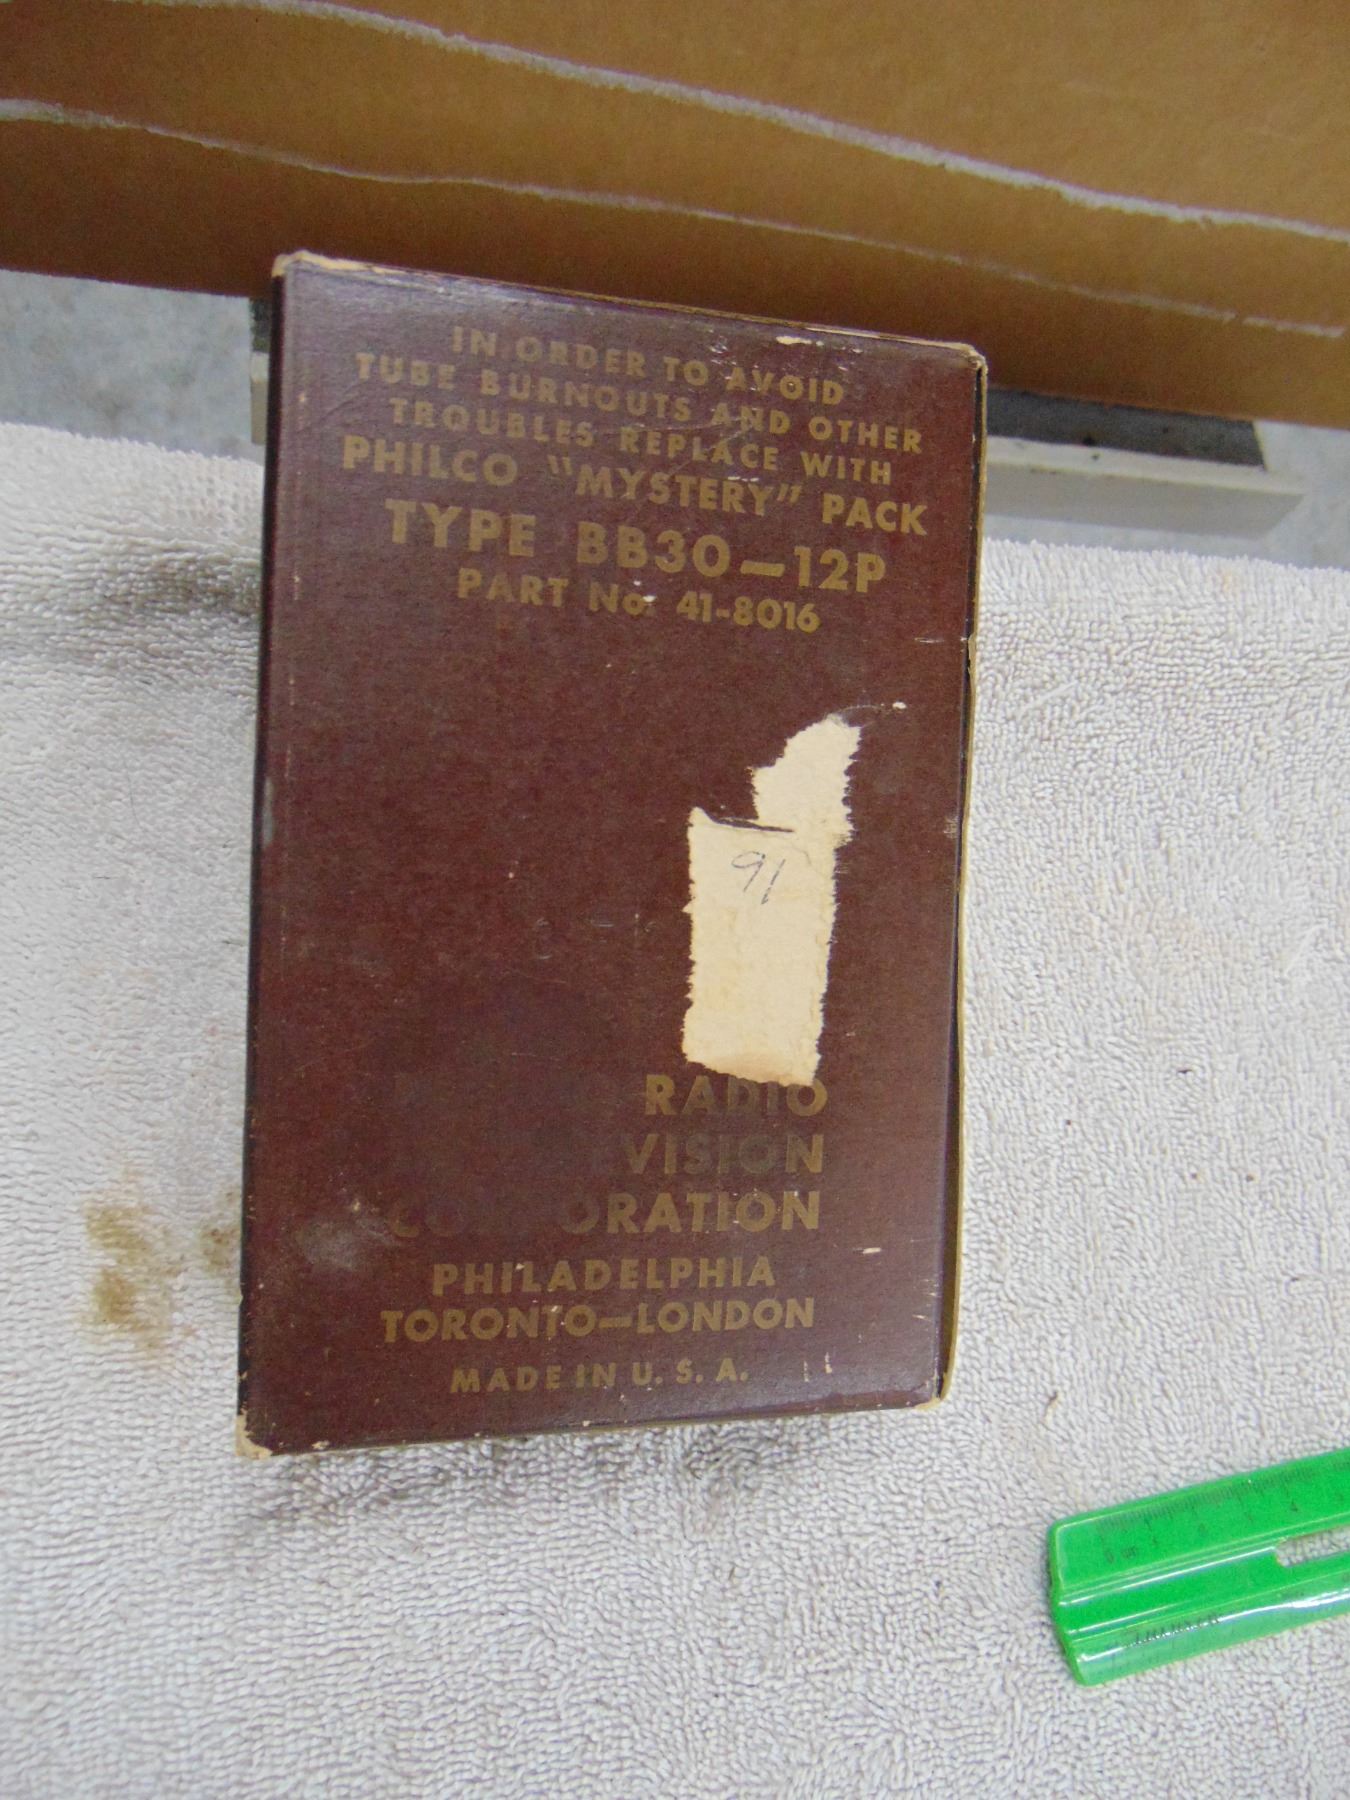 IN ORDER TO AVOID
TUBE BURNOUTS AND OTHER
TROUBLES REPLACE WITH
PHILCO "MYSTERY" PACK
TYPE BB30—12P
PART No. 41-8016
91
RADIO
VISION
CORPORATION
PHILADELPHIA
TORONTO—LONDON
MADE IN U. S. A.